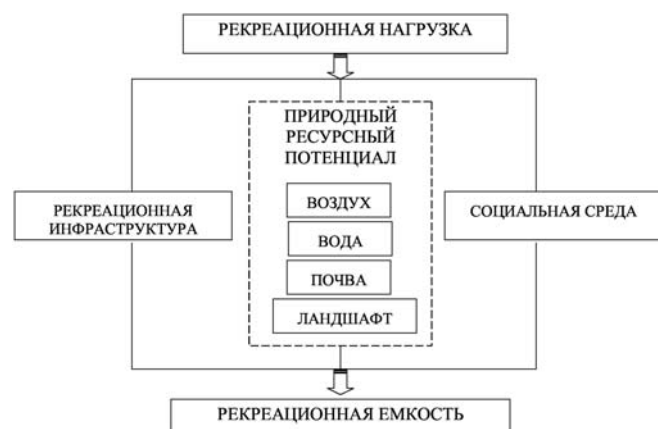 РЕКРЕАЦИОННАЯ НАГРУЗКА
ПРИРОДНЫЙ
РЕСУРСНЫЙ
ПОТЕНЦИАЛ
РЕКРЕАЦИОННАЯ
ИНФРАСТРУКТУРА
ВОЗДУХ
ВОДА
ПОЧВА
ЛАНДШАФТ
СОЦИАЛЬНАЯ СРЕДА
РЕКРЕАЦИОННАЯ ЕМКОСТЬ